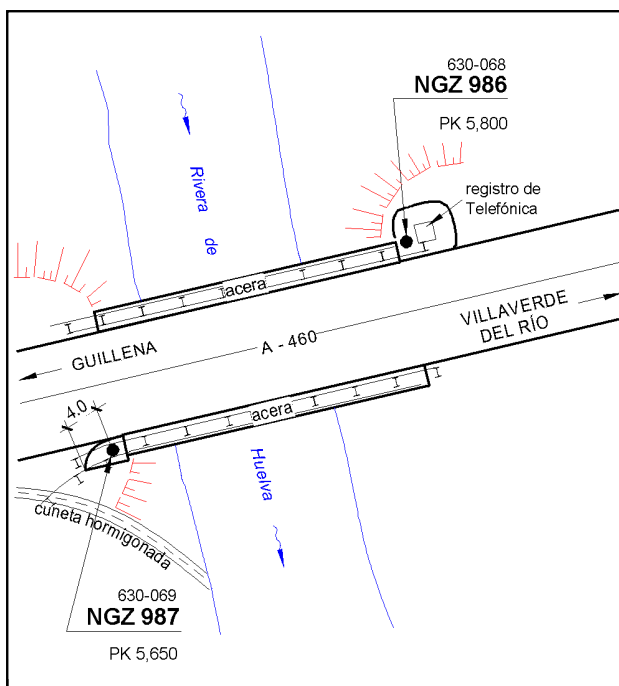 630-068
NGZ 986
PK 5,800
registro de
Telefónica
Rivera de
acera
VILLAVERDE
DEL RÍO
GUILLENA
A - 460
4.0
acera
Huelva
cuneta hormigonada
630-069
NGZ 987
PK 5,650